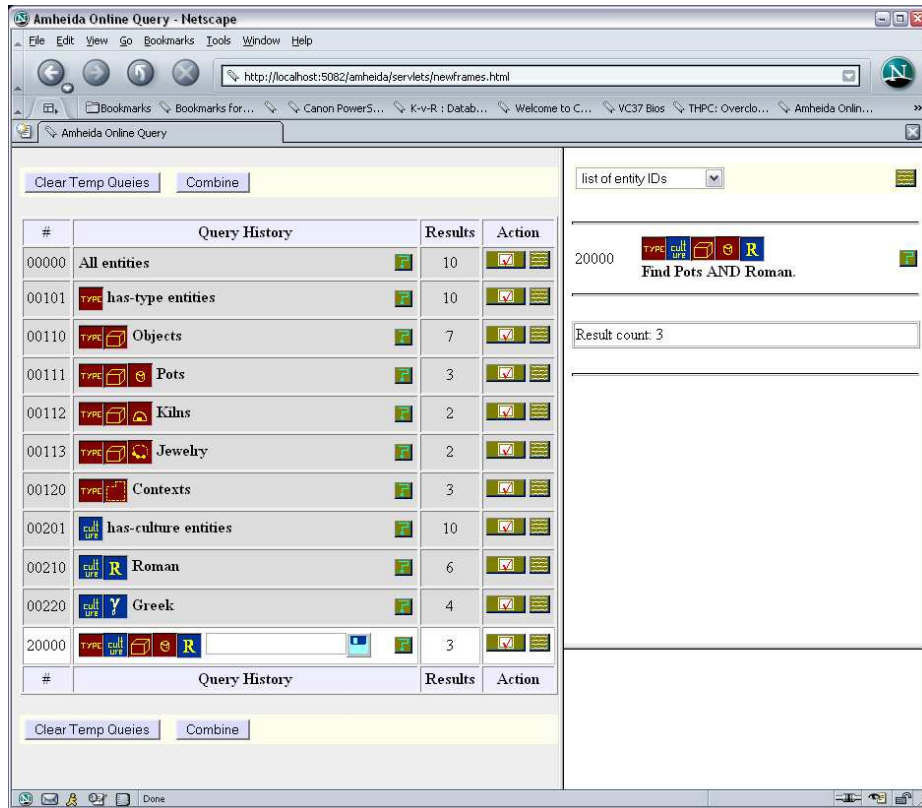 Amheida Online Query - Netscape
File Edit View Go Bookmarks Tools Window Help
http://localhost:5082/amheida/servlets/newframes.html
N
Bookmarks Bookmarks for... Canon PowerS... K-v-R : Datab... Welcome to C... VC37 Bios THPC: Overclo... Amheida Onlin... »
Amheida Online Query
Clear Temp Queies Combine
# Query History Results Action
00000 All entities 10
00101 TYPE has-type entities 10
00110 TYPE Objects 7
00111 TYPE Pots 3
00112 TYPE Kilns 2
00113 TYPE Jewelry 2
00120 TYPE Contexts 3
00201 cult ure has-culture entities 10
00210 cult ure R Roman 6
00220 cult ure γ Greek 4
20000 TYPE cult ure R 3
# Query History Results Action
Clear Temp Queies Combine
list of entity IDs
20000 TYPE cult ure R
Find Pots AND Roman.
Result count: 3
Done